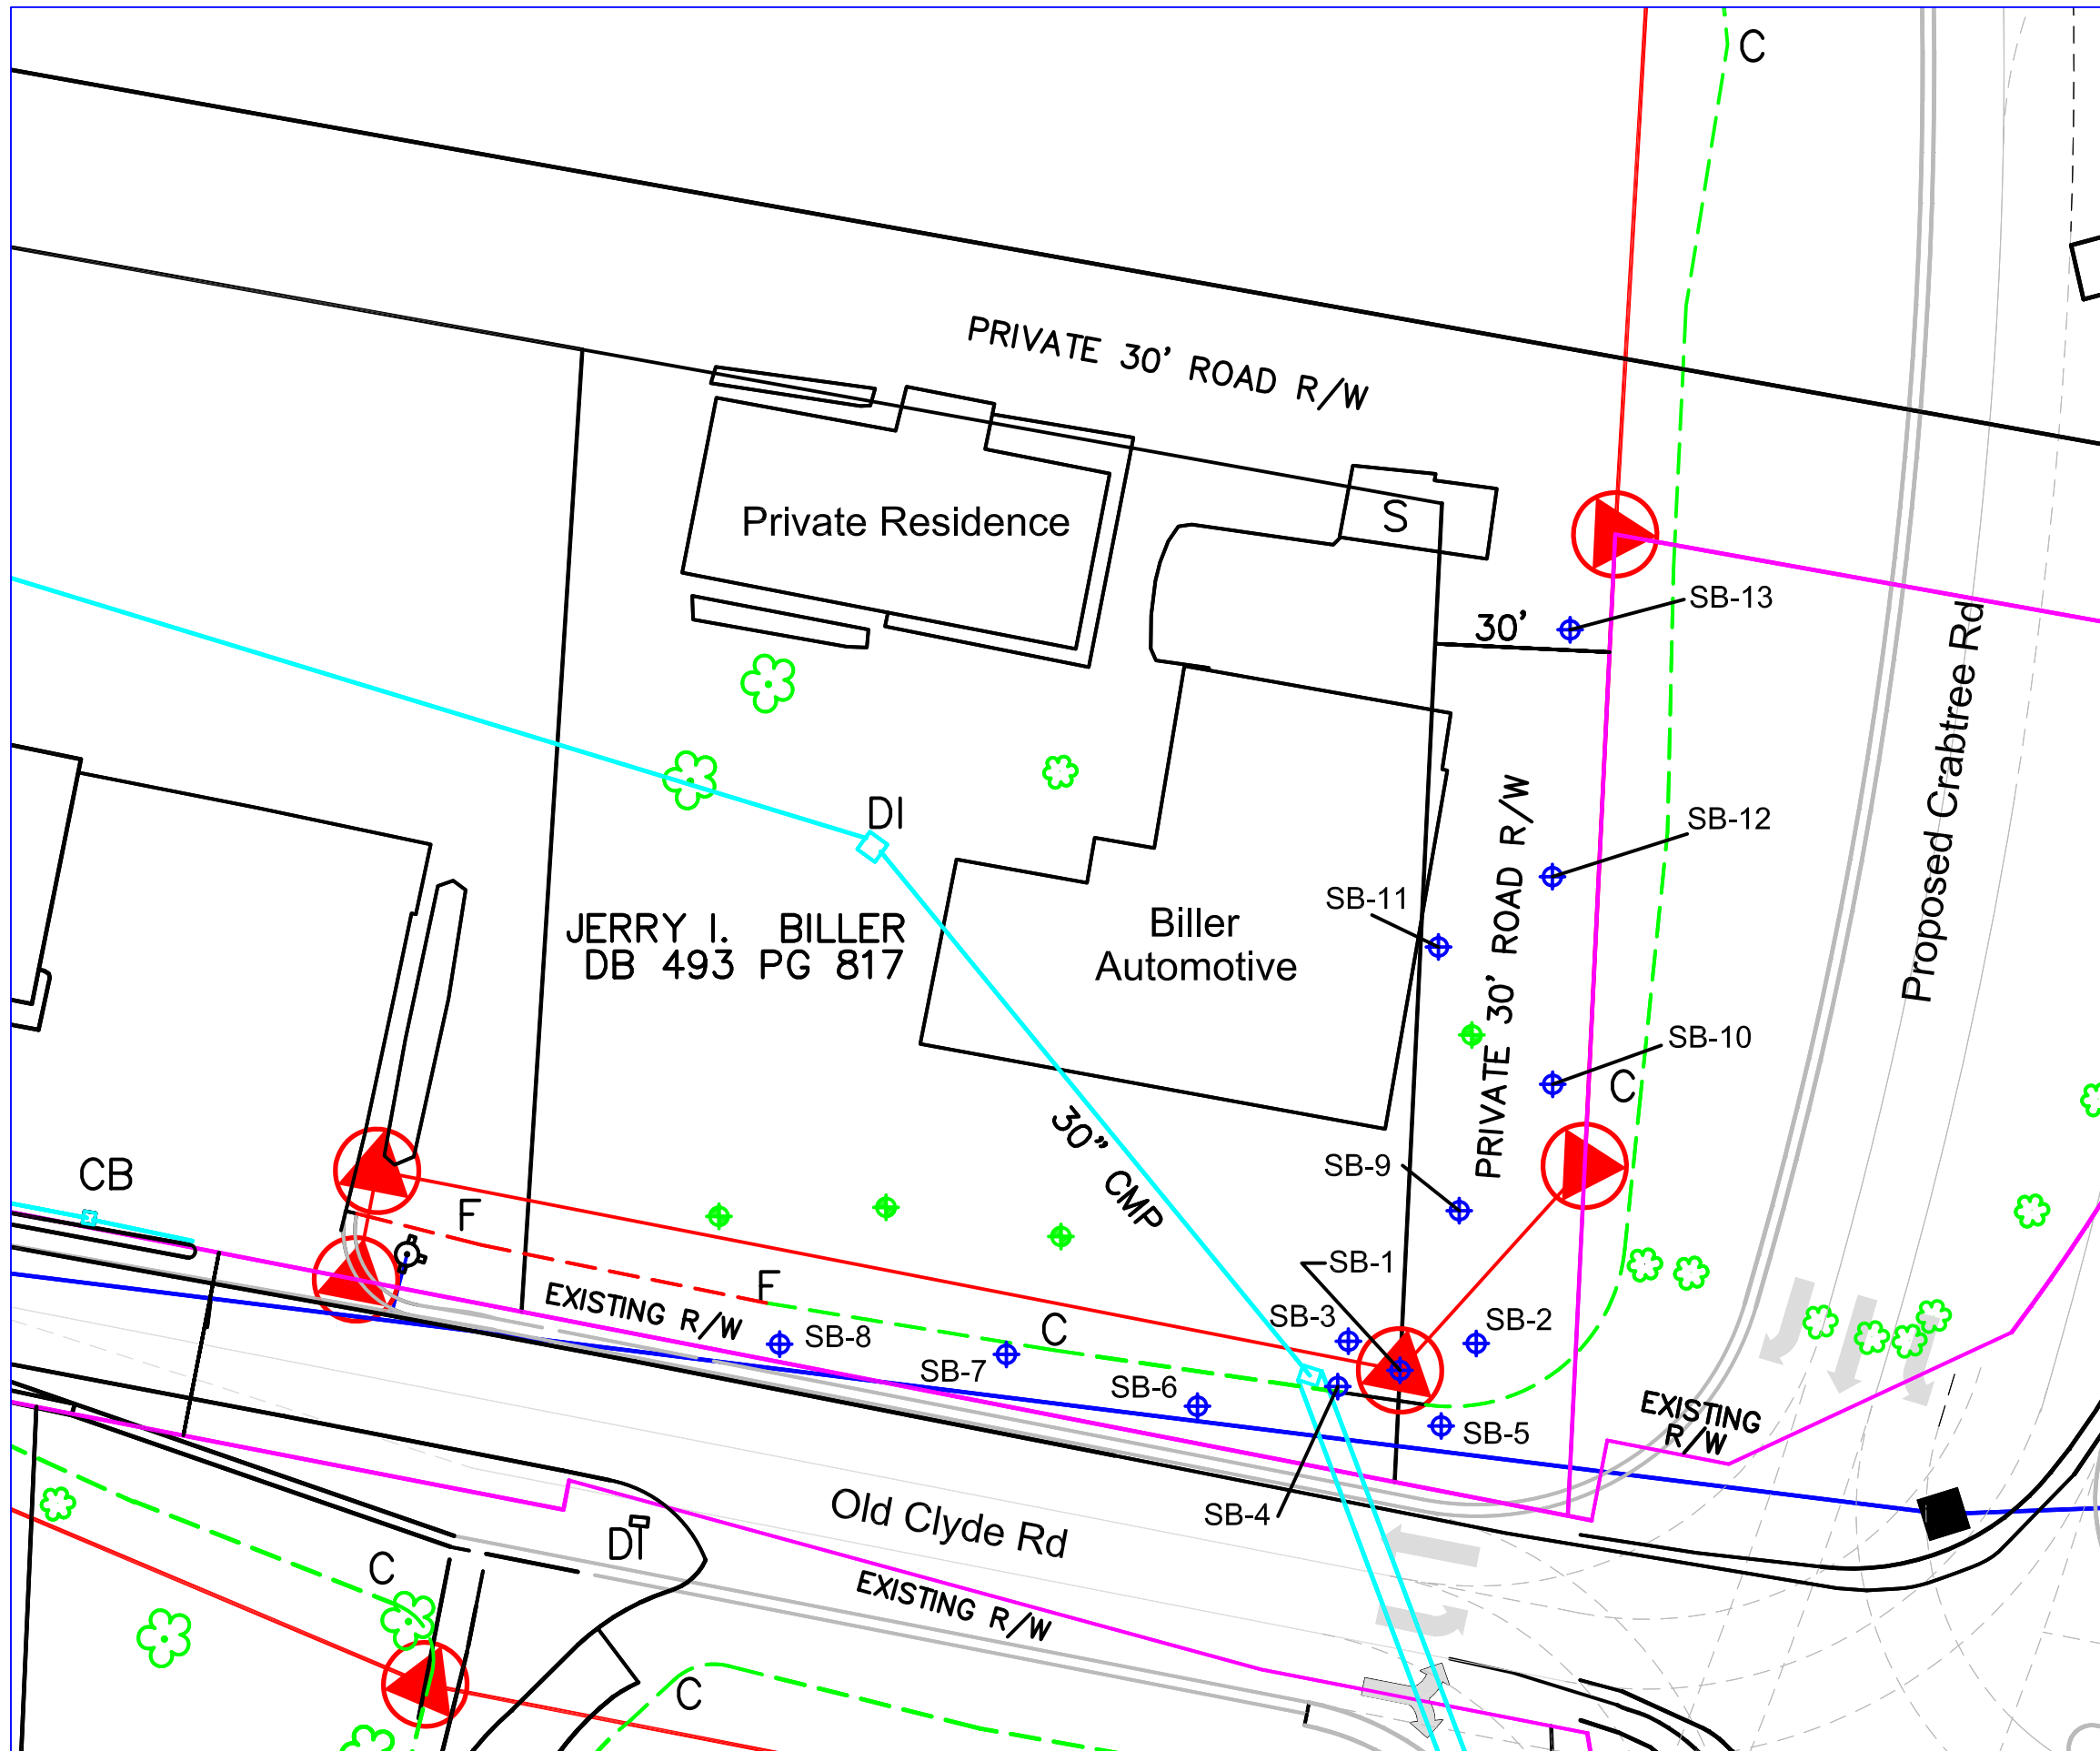 C
PRIVATE 30' ROAD R/W
Private Residence
S
SB-13
30'
Proposed Crabtree Rd
DI
SB-12
PRIVATE 30' ROAD R/W
SB-11
JERRY I. BILLER
DB 493 PG 817
Biller
Automotive
SB-10
C
30" CMP
CB
SB-9
F
F
SB-1
EXISTING R/W
SB-8
C
SB-3
SB-2
SB-7
SB-6
SB-5
EXISTING
R/W
SB-4
Old Clyde Rd
DT
C
EXISTING R/W
C